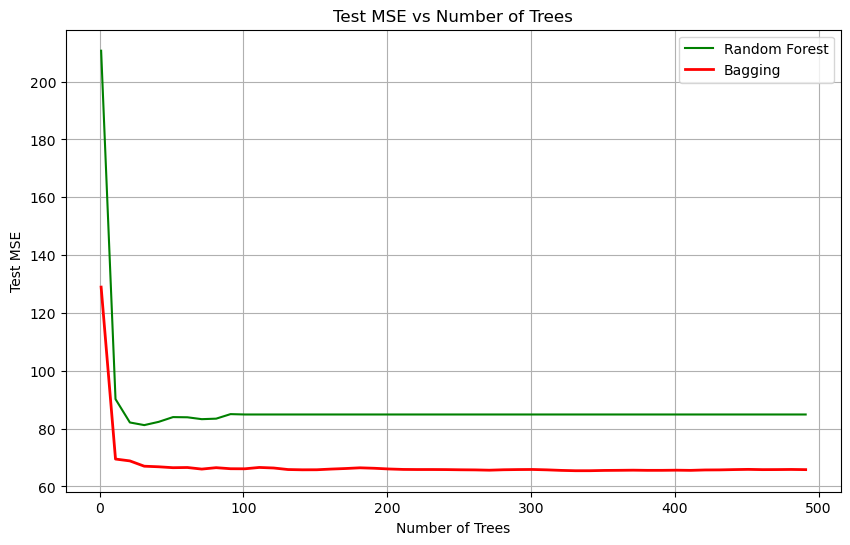 Test MSE vs Number of Trees
Random Forest
Bagging
Test MSE
200
180
160
140
120
100
80
60
0
100
200
300
400
500
Number of Trees